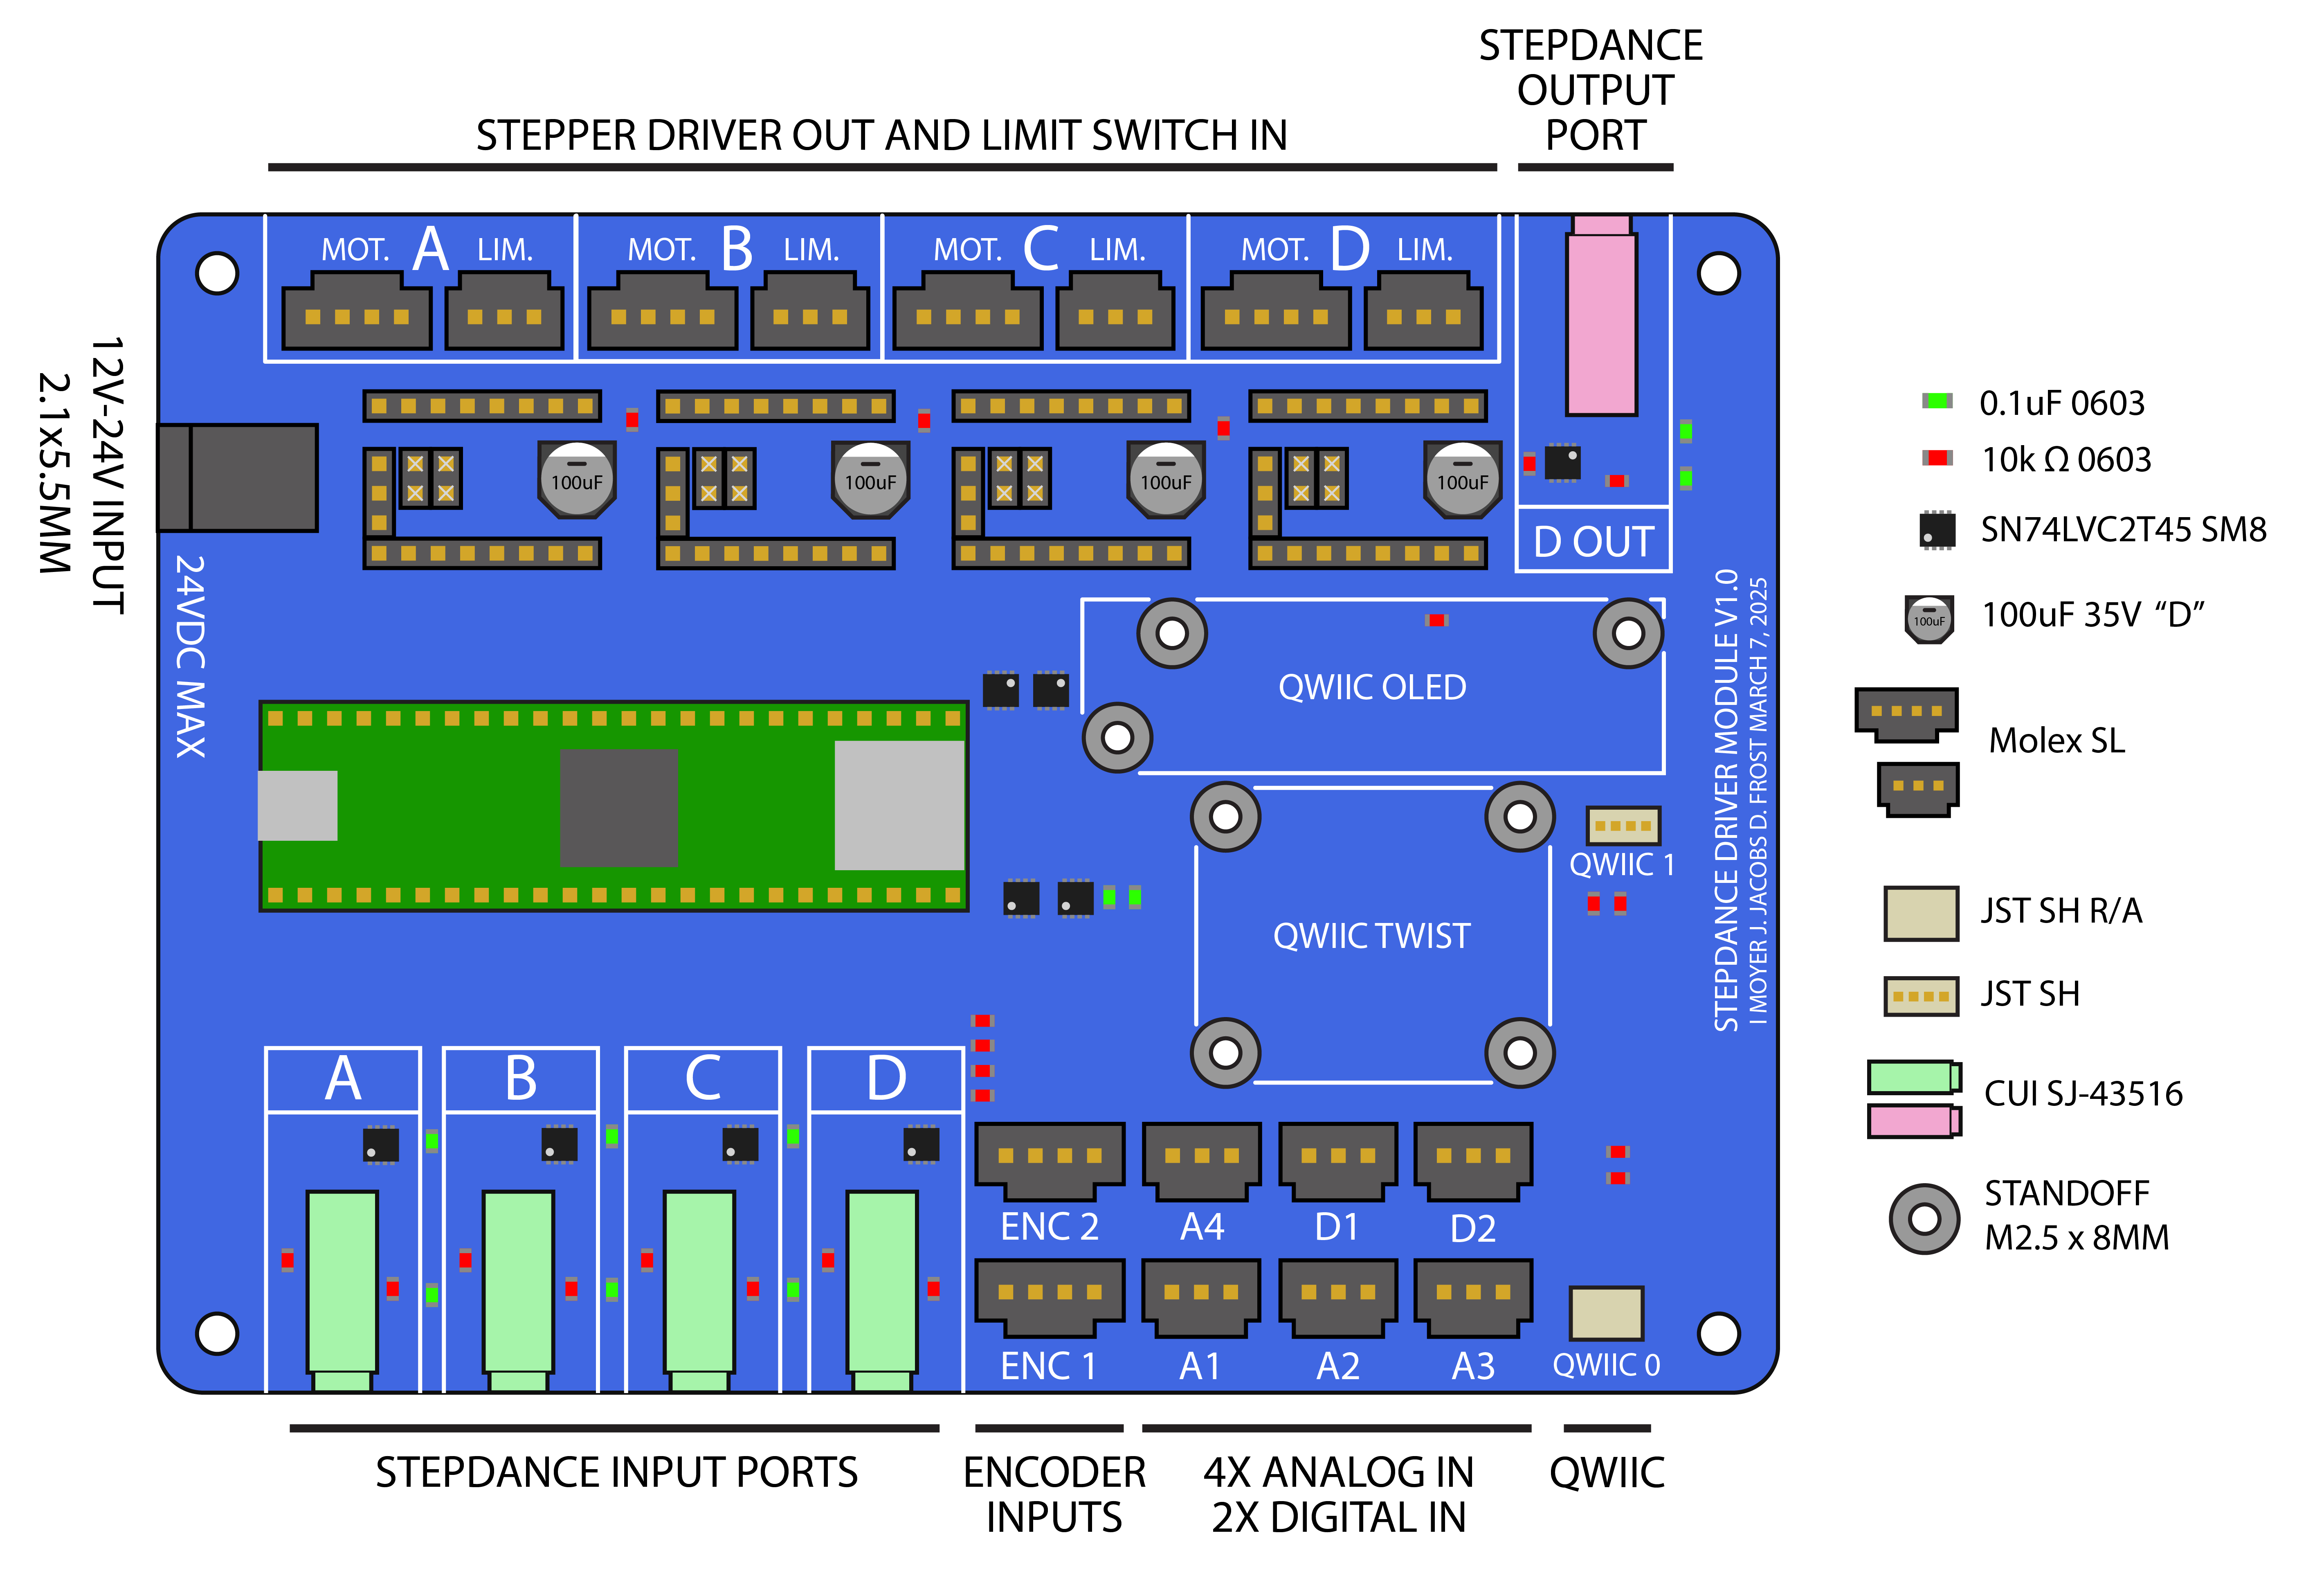 STEPDANCE
OUTPUT
PORT
STEPPER DRIVER OUT AND LIMIT SWITCH IN
MOT. A LIM.
MOT. B LIM.
MOT. C LIM.
MOT. D LIM.
12V-24V INPUT
2.1x5.5MM
24VDC MAX
100uF
100uF
100uF
100uF
D OUT
QWIIC OLED
QWIIC 1
QWIIC TWIST
STEPDANCE DRIVER MODULE V1.0
I MOYER J. JACOBS D. FROST MARCH 7, 2025
A
B
C
D
ENC 2
A4
D1
D2
ENC 1
A1
A2
A3
QWIIC 0
STEPDANCE INPUT PORTS
ENCODER
INPUTS
4X ANALOG IN
2X DIGITAL IN
QWIIC
0.1uF 0603
10k Ω 0603
SN74LVC2T45 SM8
100uF
100uF 35V “D”
Molex SL
JST SH R/A
JST SH
CUI SJ-43516
STANDOFF
M2.5 x 8MM